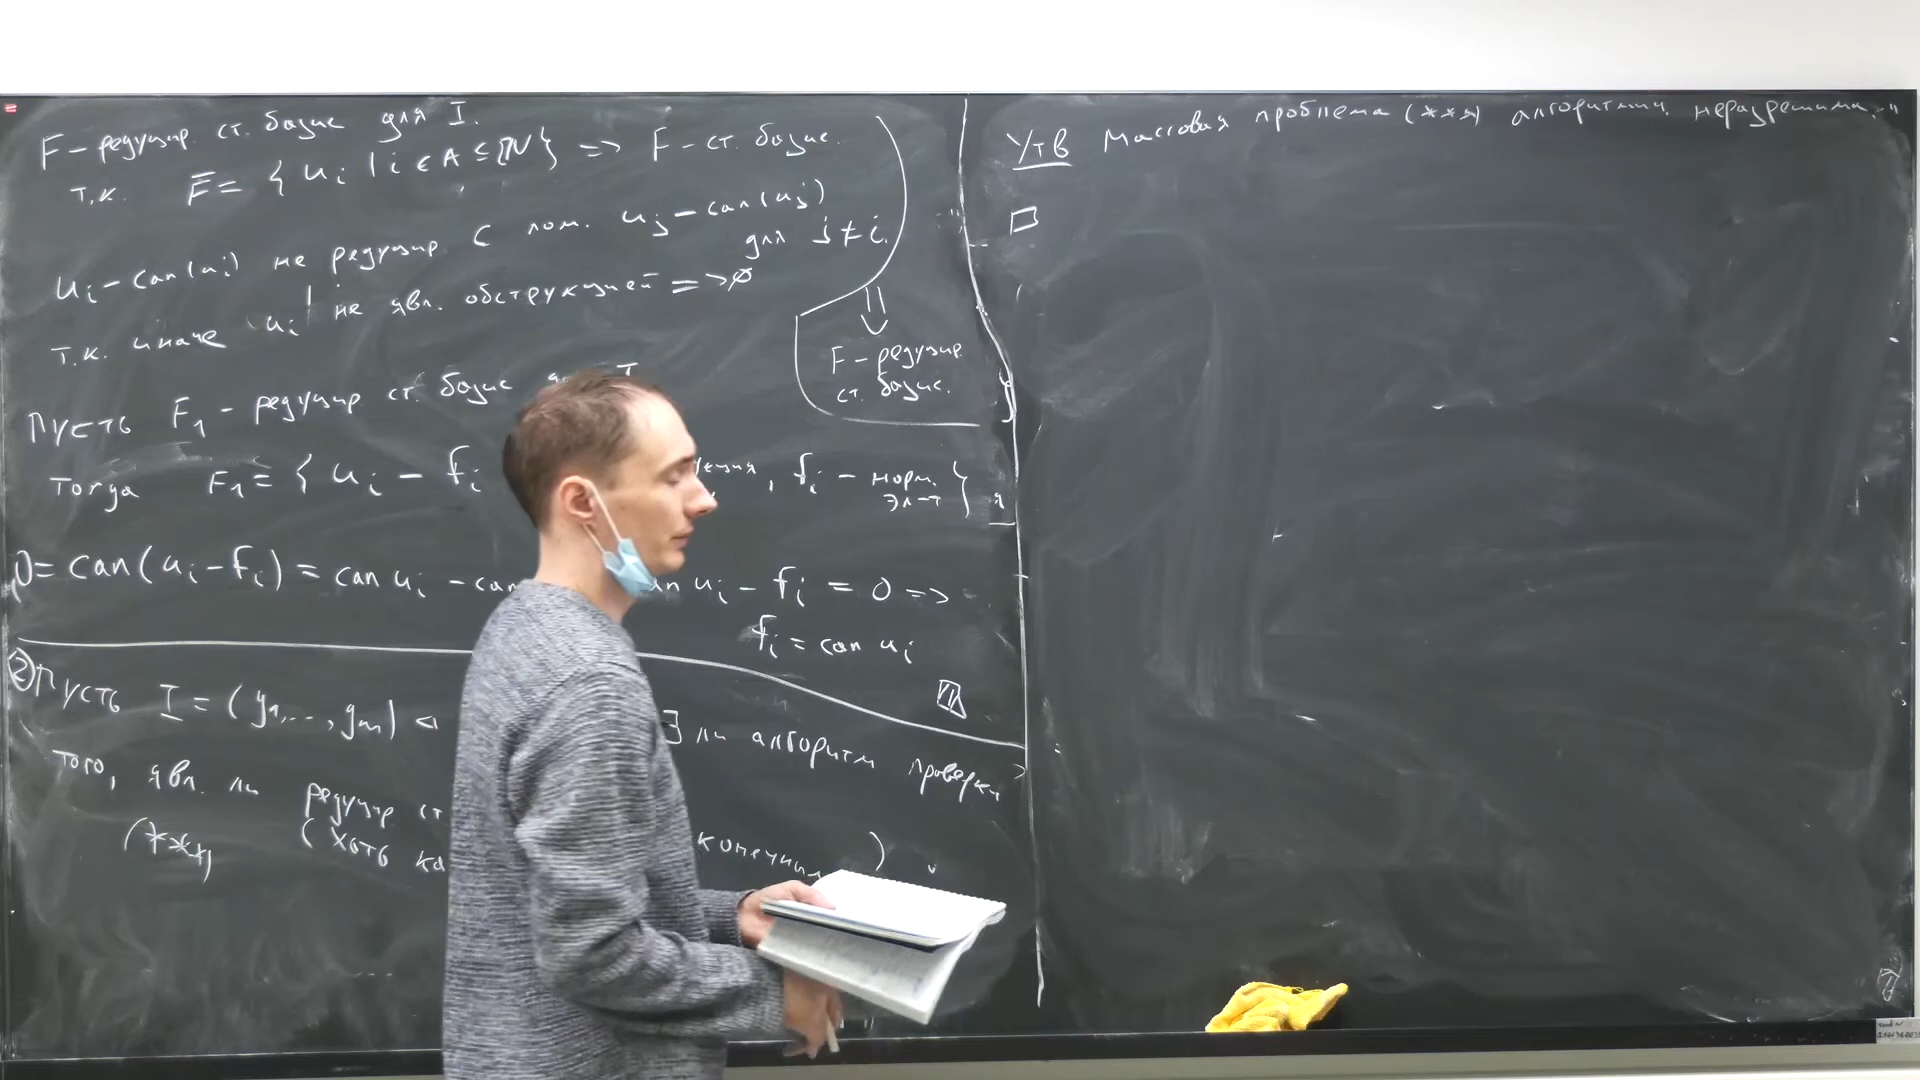 F – редуцир. ст. базис для I.
т.к. F̄ = { u_i | i ∈ A ⊆ ℕ } => F – ст. базис.
u_i – can(u_i) не редуцир. с пом. u_j – can(u_j)
для j ≠ i.
т.к. иначе u_i не явл. обструкцией => ∅
⇓
F – редуцир.
ст. базис.
Пусть F_1 – редуцир ст. базис
Тогда F_1 = { u_i – f_i , f_i – норм. эл-т }
0 = can(u_i – f_i) = can u_i – can u_i – f_i = 0 =>
f_i = can u_i
② Пусть I = (g_1, ..., g_m) ◁ ∃ ли алгоритм проверки
того, явл. ли редуцир ст.
(***) (хоть конечным)
Утв Массовая проблема (***) алгоритмич. неразрешима.